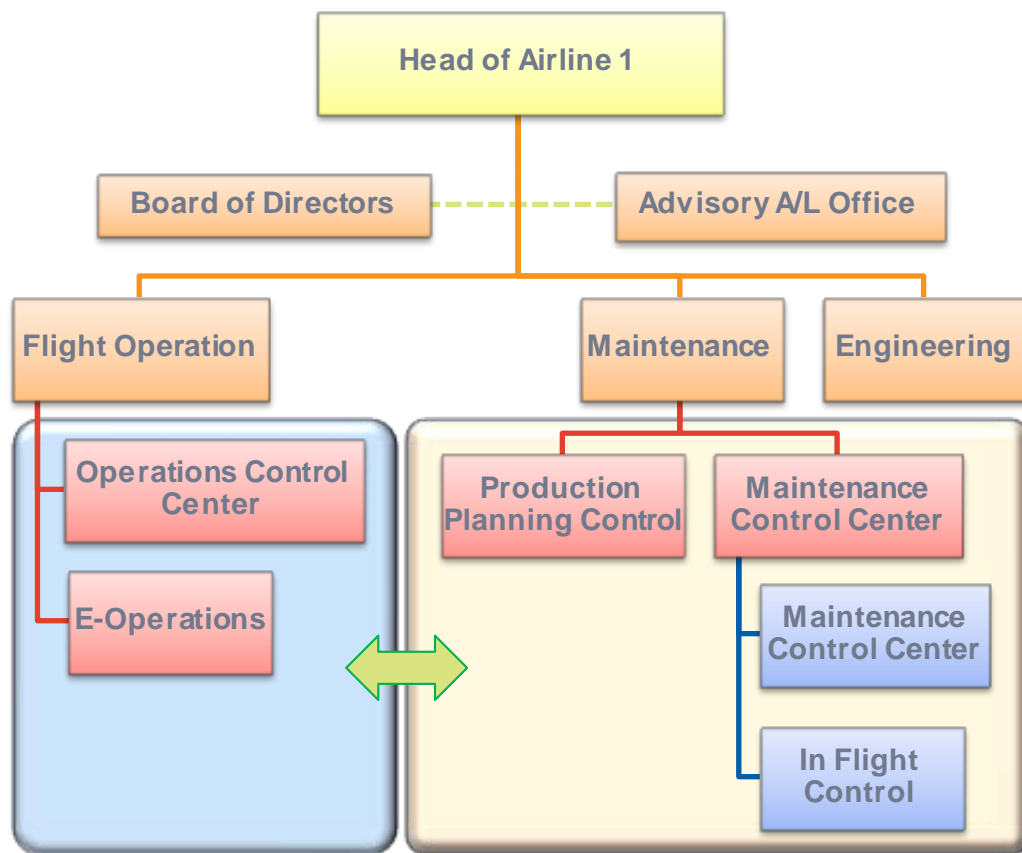 Head of Airline 1
Board of Directors
Advisory A/L Office
Flight Operation
Maintenance
Engineering
Operations Control
Center
E-Operations
Production
Planning Control
Maintenance
Control Center
Maintenance
Control Center
In Flight
Control